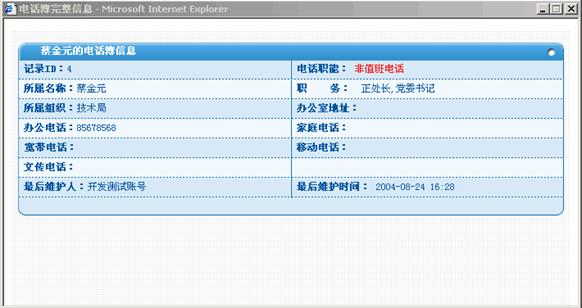 电话簿完整信息 - Microsoft Internet Explorer
蔡金元的电话簿信息
记录ID：4 电话职能： 非值班电话
所属名称：蔡金元 职 务： 正处长,党委书记
所属组织：技术局 办公室地址：
办公电话：85678568 家庭电话：
宽带电话： 移动电话：
文传电话：
最后维护人：开发测试账号 最后维护时间： 2004-08-24 16:28